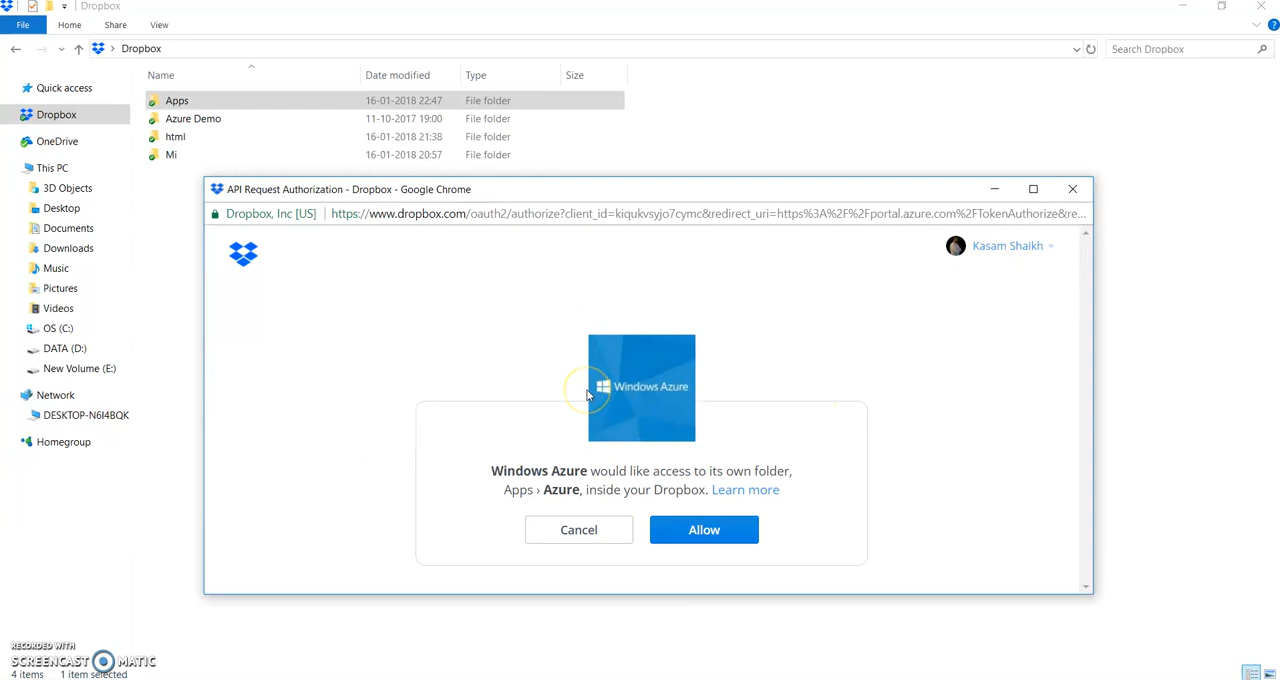 Dropbox
File Home Share View
Dropbox Search Dropbox
Name Date modified Type Size
Quick access
Dropbox
OneDrive
This PC
3D Objects
Desktop
Documents
Downloads
Music
Pictures
Videos
OS (C:)
DATA (D:)
New Volume (E:)
Network
DESKTOP-N6I4BQK
Homegroup
Apps 16-01-2018 22:47 File folder
Azure Demo 11-10-2017 19:00 File folder
html 16-01-2018 21:38 File folder
Mi 16-01-2018 20:57 File folder
API Request Authorization - Dropbox - Google Chrome
Dropbox, Inc [US] https://www.dropbox.com/oauth2/authorize?client_id=kiqukvsyjo7cymc&redirect_uri=https%3A%2F%2Fportal.azure.com%2FTokenAuthorize&re...
Kasam Shaikh
Windows Azure
Windows Azure would like access to its own folder,
Apps › Azure, inside your Dropbox. Learn more
Cancel Allow
RECORDED WITH
SCREENCAST MATIC
4 items 1 item selected